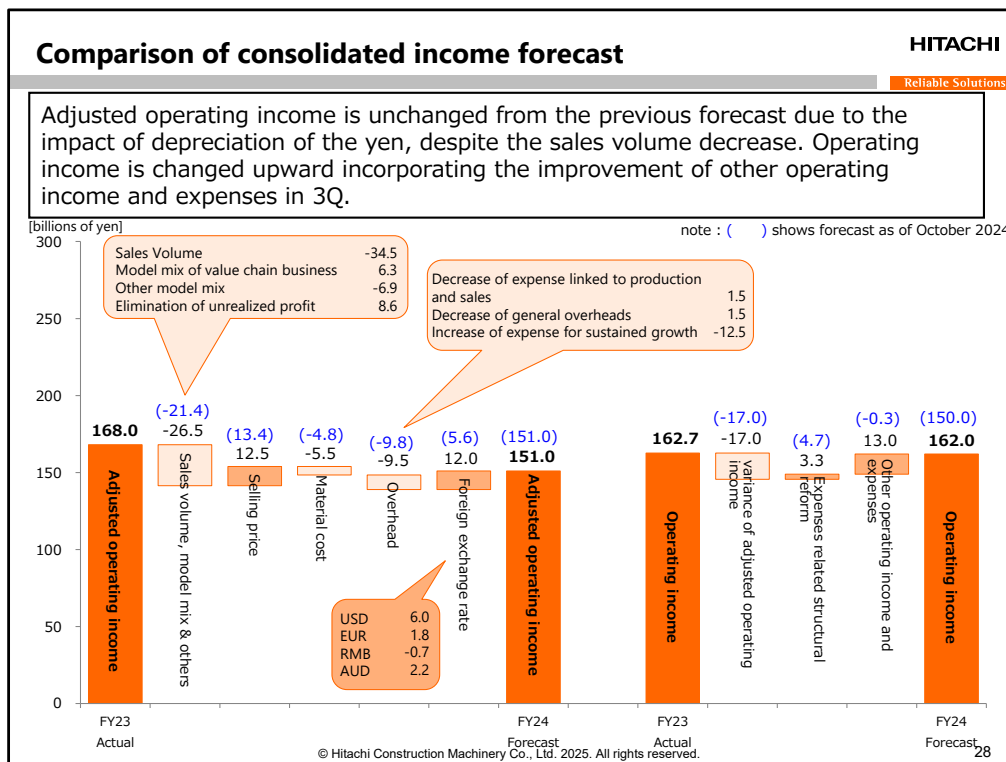 Comparison of consolidated income forecast
HITACHI
Reliable Solutions
Adjusted operating income is unchanged from the previous forecast due to the
impact of depreciation of the yen, despite the sales volume decrease. Operating
income is changed upward incorporating the improvement of other operating
income and expenses in 3Q.
[billions of yen]
note : ( ) shows forecast as of October 2024
300
250
200
150
100
50
0
Sales Volume -34.5
Model mix of value chain business 6.3
Other model mix -6.9
Elimination of unrealized profit 8.6
Decrease of expense linked to production
and sales 1.5
Decrease of general overheads 1.5
Increase of expense for sustained growth -12.5
168.0
Adjusted operating income
(-21.4)
-26.5
Sales volume, model mix & others
(13.4)
12.5
Selling price
(-4.8)
-5.5
Material cost
(-9.8)
-9.5
Overhead
(5.6)
12.0
Foreign exchange rate
(151.0)
151.0
Adjusted operating income
USD 6.0
EUR 1.8
RMB -0.7
AUD 2.2
162.7
Operating income
(-17.0)
-17.0
variance of adjusted operating
income
(4.7)
3.3
Expenses related structural
reform
(-0.3)
13.0
Other operating income and
expenses
(150.0)
162.0
Operating income
FY23
Actual
FY24
Forecast
FY23
Actual
FY24
Forecast
© Hitachi Construction Machinery Co., Ltd. 2025. All rights reserved.
28